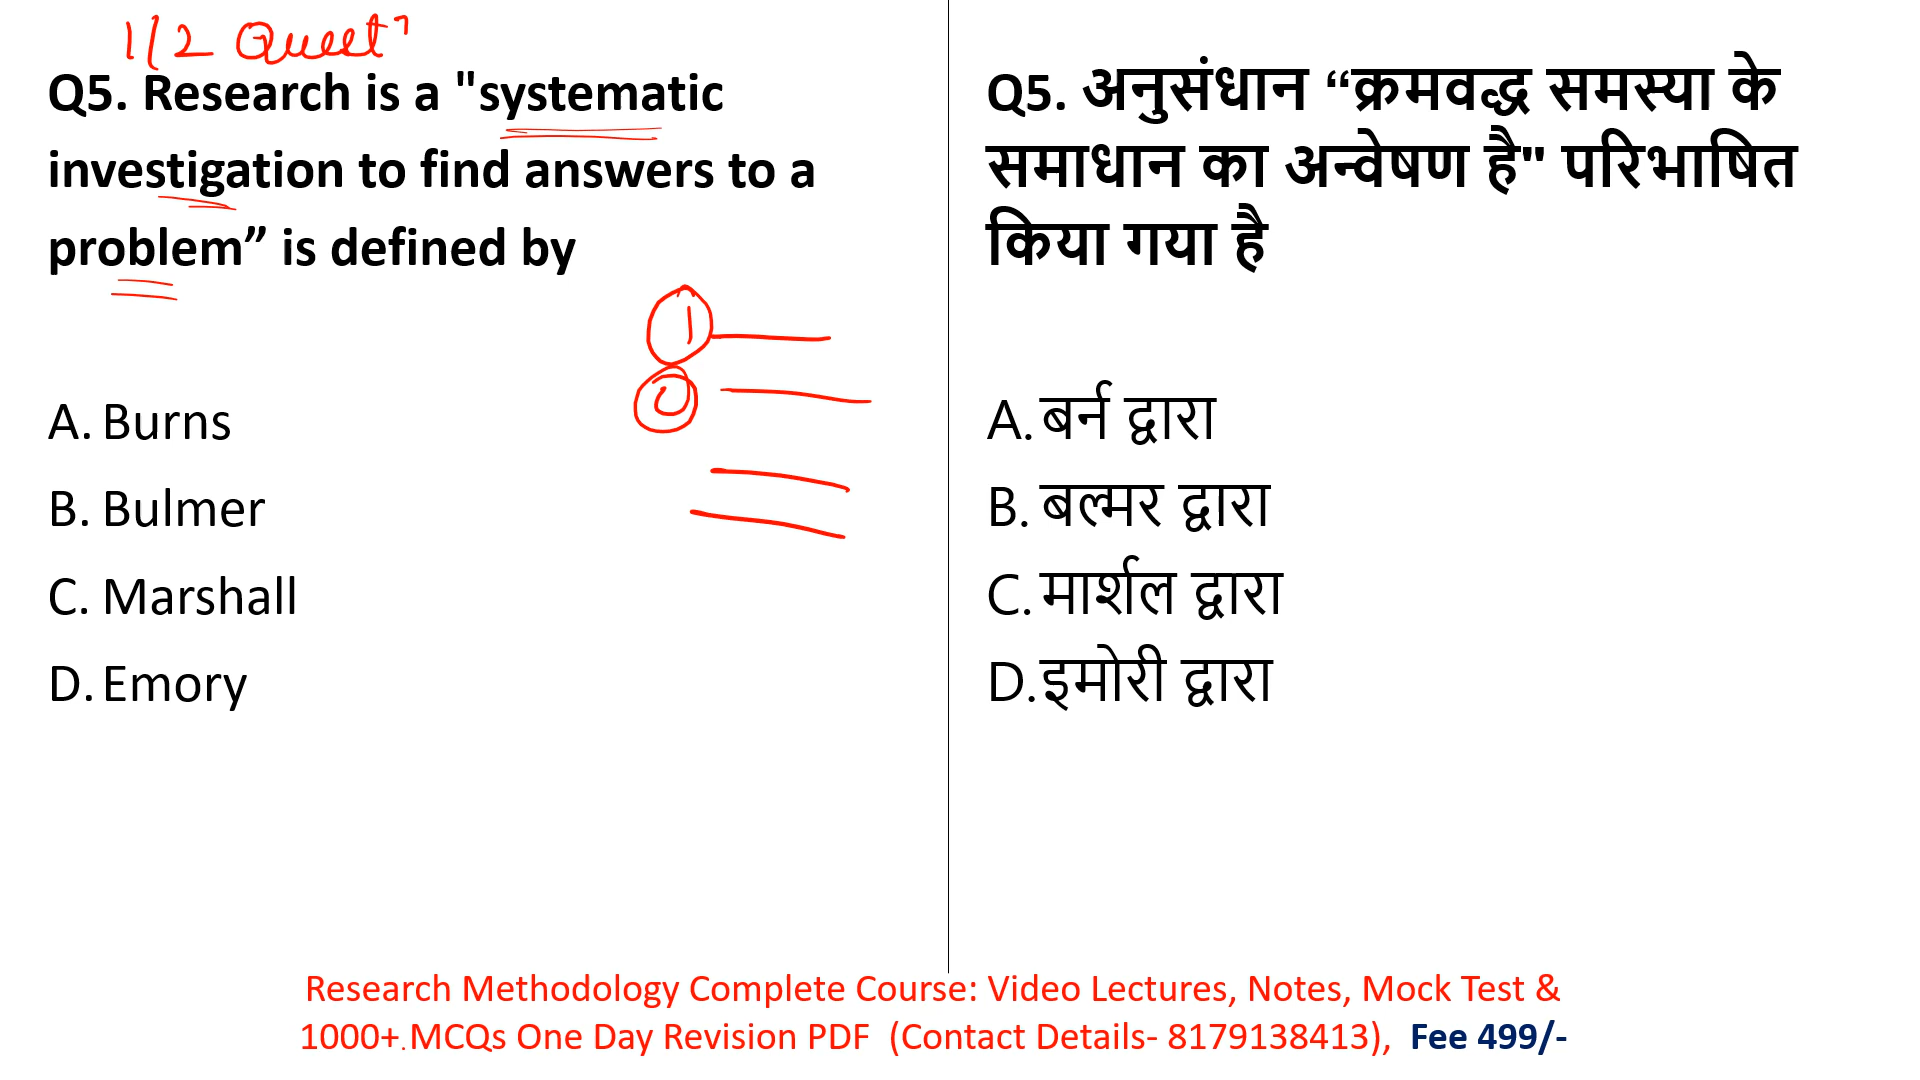 1/2 Quest
Q5. Research is a "systematic
investigation to find answers to a
problem” is defined by
1
A. Burns
B. Bulmer
C. Marshall
D. Emory
Q5. अनुसंधान “क्रमवद्ध समस्या के
समाधान का अन्वेषण है" परिभाषित
किया गया है
A. बर्न द्वारा
B. बल्मर द्वारा
C. मार्शल द्वारा
D. इमोरी द्वारा
Research Methodology Complete Course: Video Lectures, Notes, Mock Test &
1000+.MCQs One Day Revision PDF (Contact Details- 8179138413), Fee 499/-